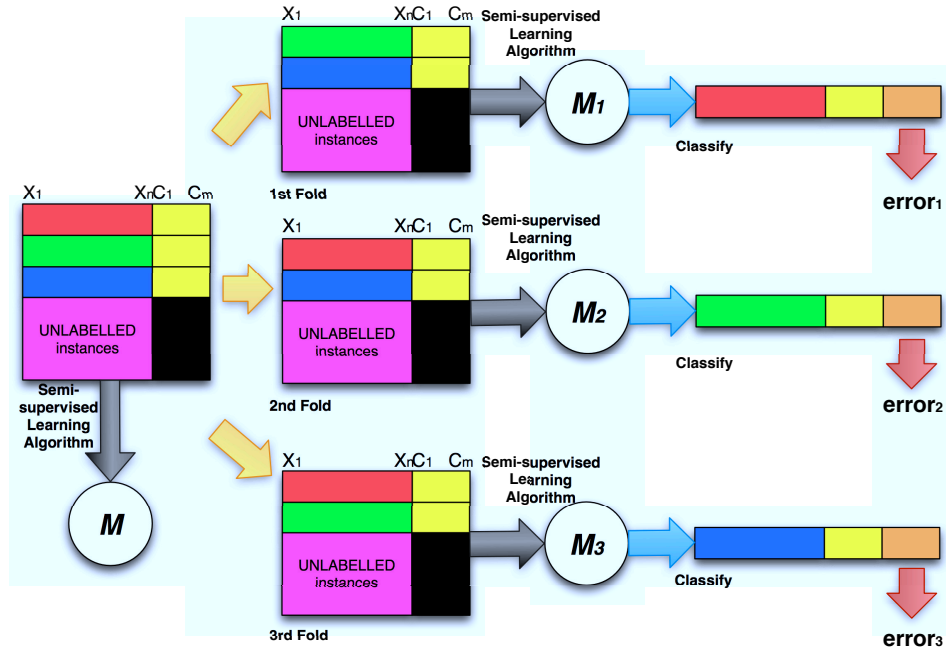 X1 XnC1 Cm
UNLABELLED
instances
Semi-
supervised
Learning
Algorithm
M
X1 XnC1 Cm
UNLABELLED
instances
1st Fold
Semi-supervised
Learning
Algorithm
M1
Classify
error1
X1 XnC1 Cm
UNLABELLED
instances
2nd Fold
Semi-supervised
Learning
Algorithm
M2
Classify
error2
X1 XnC1 Cm
UNLABELLED
instances
3rd Fold
Semi-supervised
Learning
Algorithm
M3
Classify
error3